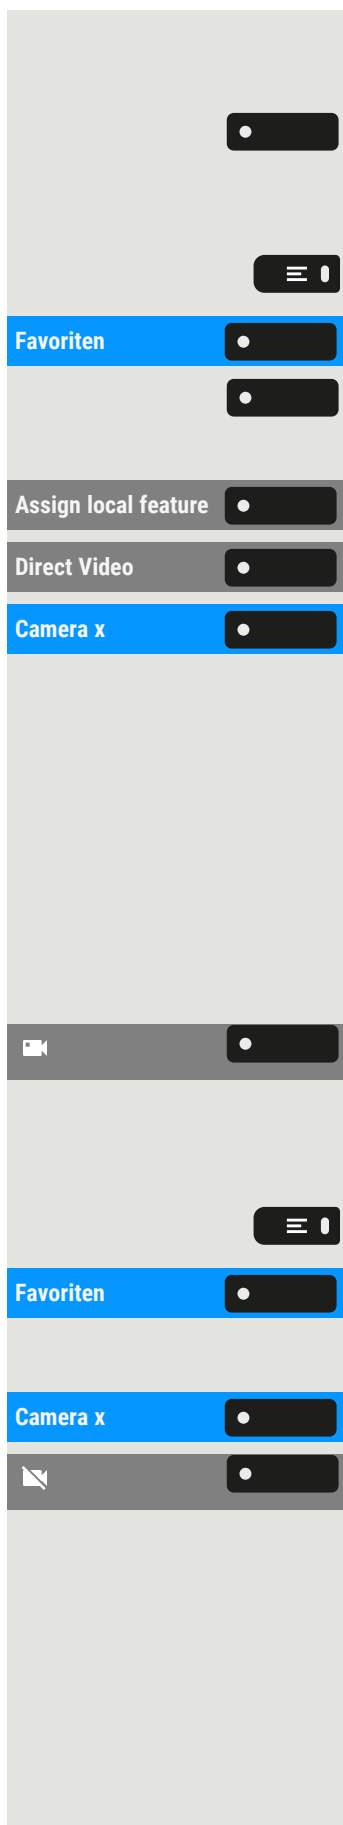 Favoriten
Assign local feature
Direct Video
Camera x
Favoriten
Camera x